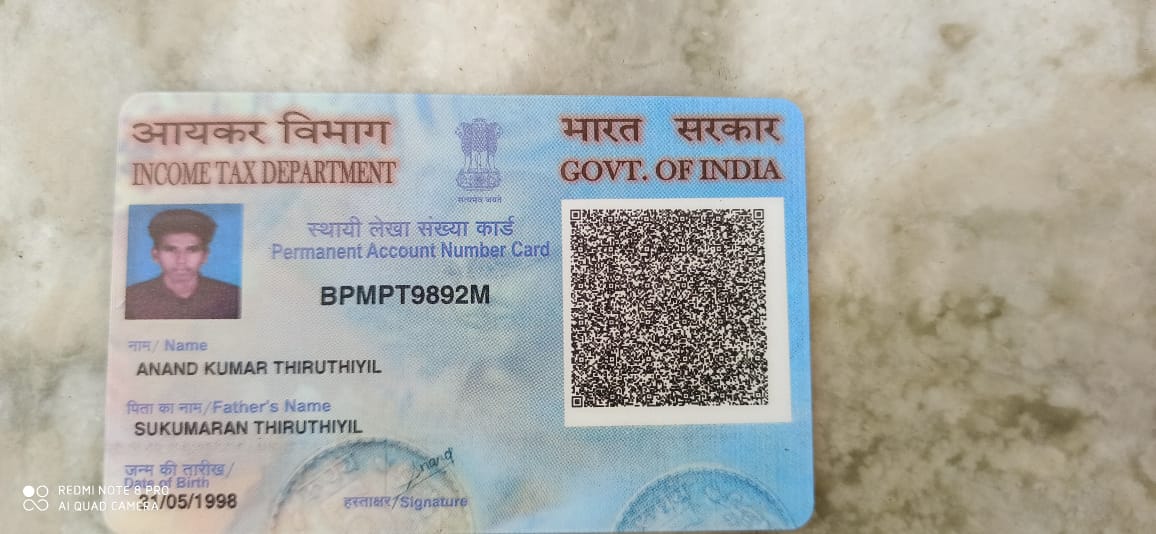 आयकर विभाग
INCOME TAX DEPARTMENT
सत्यमेव जयते
भारत सरकार
GOVT. OF INDIA
स्थायी लेखा संख्या कार्ड
Permanent Account Number Card
BPMPT9892M
नाम/ Name
ANAND KUMAR THIRUTHIYIL
पिता का नाम/Father's Name
SUKUMARAN THIRUTHIYIL
जन्म की तारीख/
Date of Birth
/05/1998
हस्ताक्षर/Signature
REDMI NOTE 8 PRO
AI QUAD CAMERA